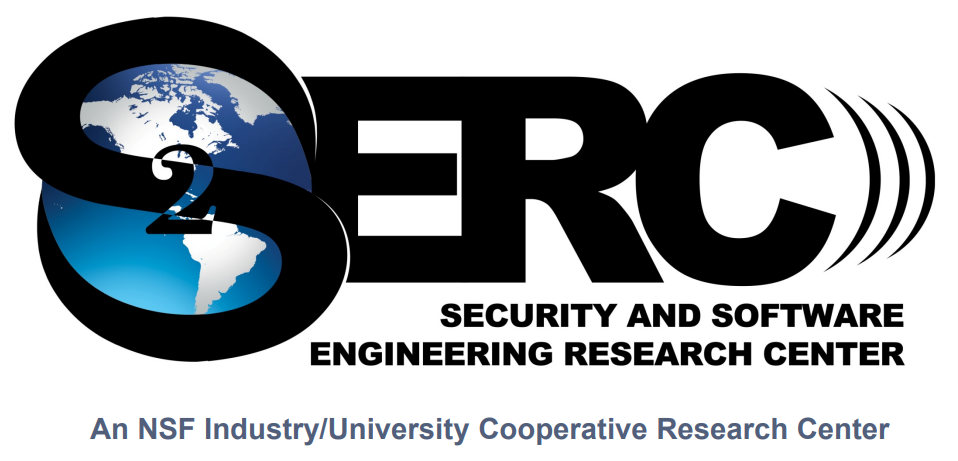 S2ERC
SECURITY AND SOFTWARE
ENGINEERING RESEARCH CENTER
An NSF Industry/University Cooperative Research Center